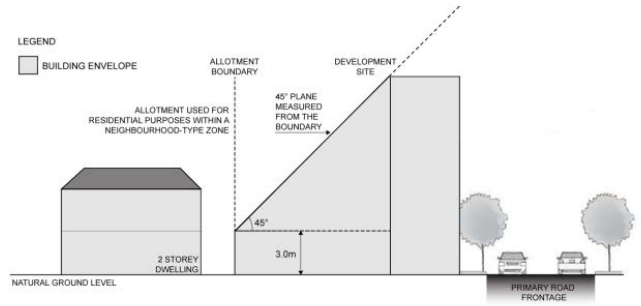 LEGEND
BUILDING ENVELOPE
ALLOTMENT
BOUNDARY
DEVELOPMENT
SITE
ALLOTMENT USED FOR
RESIDENTIAL PURPOSES WITHIN A
NEIGHBOURHOOD-TYPE ZONE
45° PLANE
MEASURED
FROM THE
BOUNDARY
45°
3.0m
2 STOREY
DWELLING
NATURAL GROUND LEVEL
PRIMARY ROAD
FRONTAGE